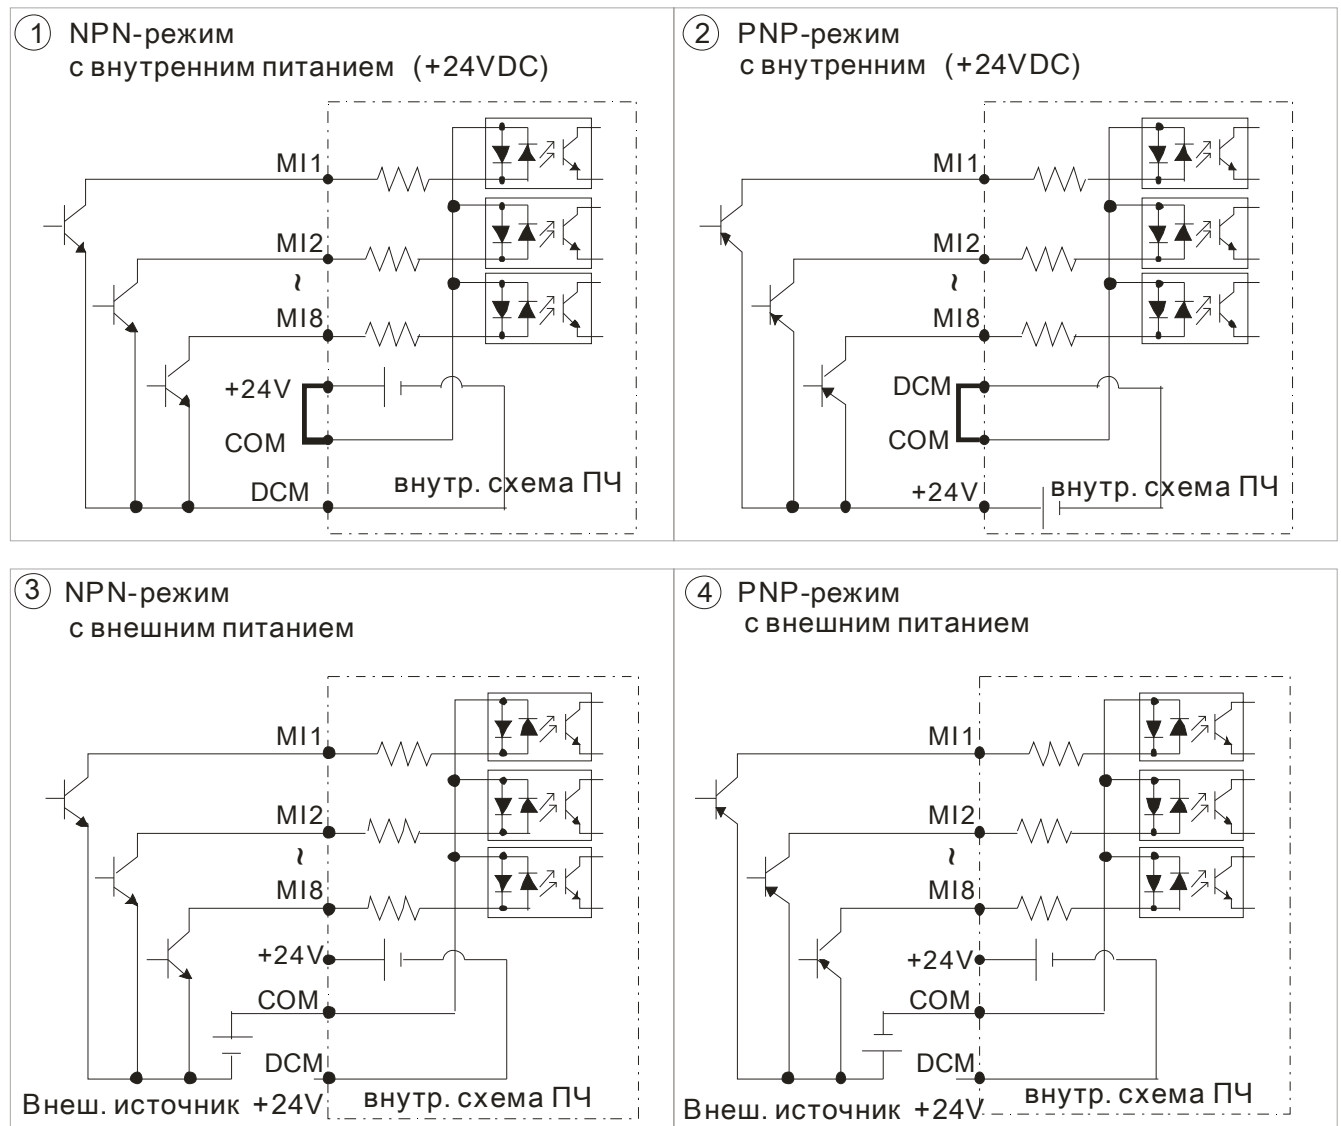 1 NPN-режим
с внутренним питанием (+24VDC)
MI1
MI2
~
MI8
+24V
COM
DCM
внутр. схема ПЧ
2 PNP-режим
с внутренним (+24VDC)
MI1
MI2
~
MI8
DCM
COM
+24V
внутр. схема ПЧ
3 NPN-режим
с внешним питанием
MI1
MI2
~
MI8
+24V
COM
DCM
Внеш. источник +24V
внутр. схема ПЧ
4 PNP-режим
с внешним питанием
MI1
MI2
~
MI8
+24V
COM
DCM
Внеш. источник +24V
внутр. схема ПЧ